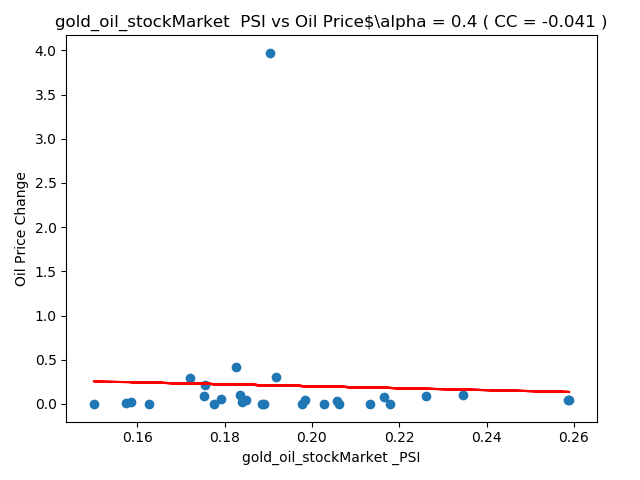 gold_oil_stockMarket  PSI vs Oil Price$\alpha = 0.4 ( CC = -0.041 )
4.0
3.5
3.0
2.5
2.0
1.5
1.0
0.5
0.0
Oil Price Change
0.16 0.18 0.20 0.22 0.24 0.26
gold_oil_stockMarket _PSI